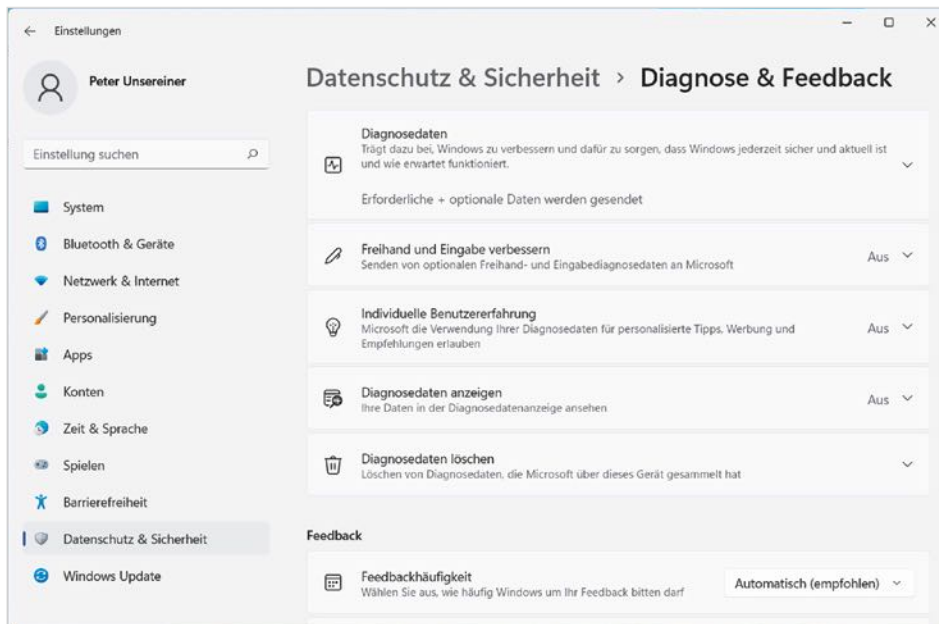 Einstellungen
Peter Unsereiner
Einstellung suchen
System
Bluetooth & Geräte
Netzwerk & Internet
Personalisierung
Apps
Konten
Zeit & Sprache
Spielen
Barrierefreiheit
Datenschutz & Sicherheit
Windows Update
Datenschutz & Sicherheit › Diagnose & Feedback
Diagnosedaten
Trägt dazu bei, Windows zu verbessern und dafür zu sorgen, dass Windows jederzeit sicher und aktuell ist
und wie erwartet funktioniert.
Erforderliche + optionale Daten werden gesendet
Freihand und Eingabe verbessern
Senden von optionalen Freihand- und Eingabediagnosedaten an Microsoft
Aus
Individuelle Benutzererfahrung
Microsoft die Verwendung Ihrer Diagnosedaten für personalisierte Tipps, Werbung und
Empfehlungen erlauben
Aus
Diagnosedaten anzeigen
Ihre Daten in der Diagnosedatenanzeige ansehen
Aus
Diagnosedaten löschen
Löschen von Diagnosedaten, die Microsoft über dieses Gerät gesammelt hat
Feedback
Feedbackhäufigkeit
Wählen Sie aus, wie häufig Windows um Ihr Feedback bitten darf
Automatisch (empfohlen)